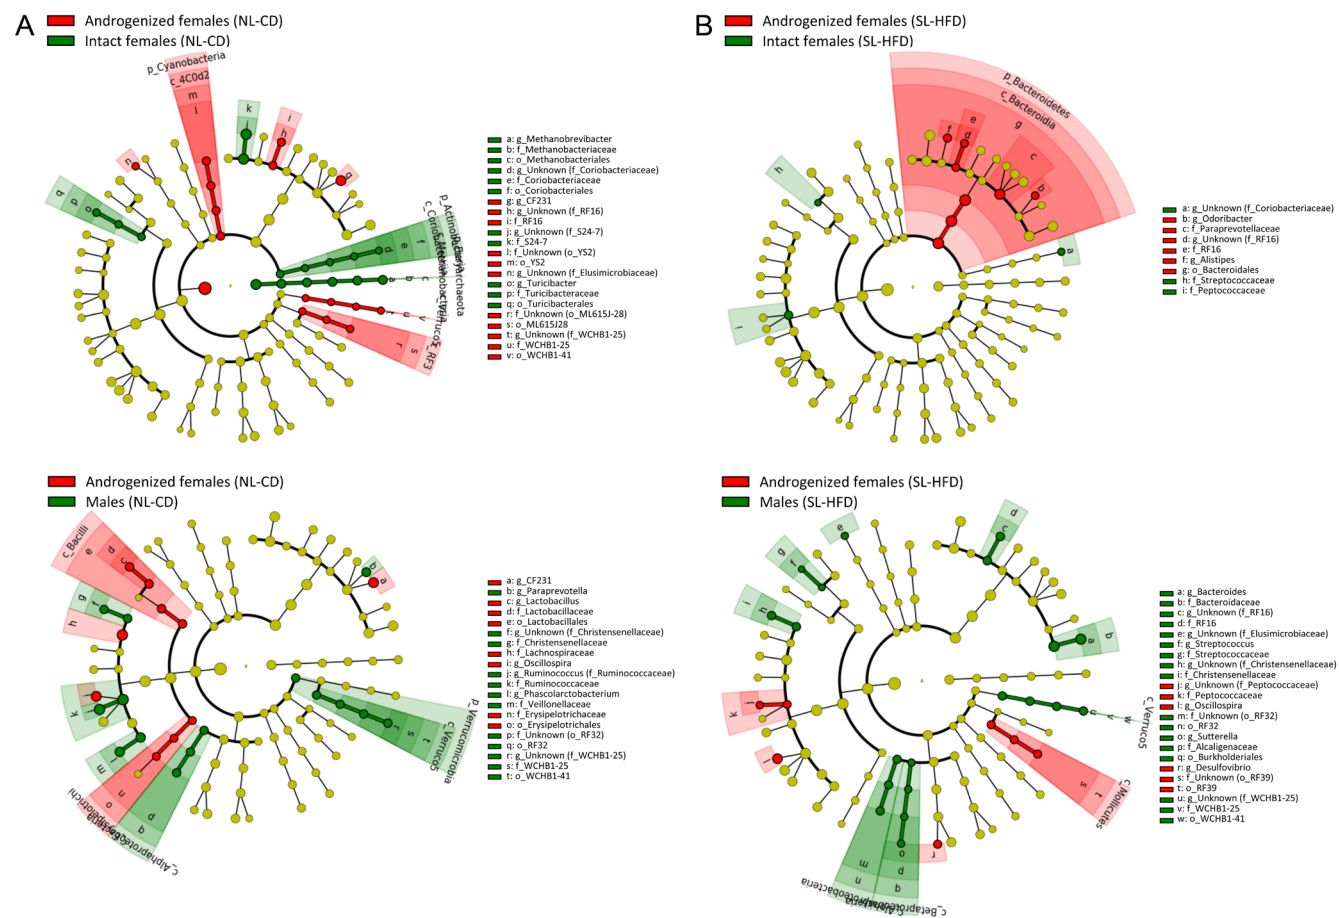 A
Androgenized females (NL-CD)
Intact females (NL-CD)
p_Cyanobacteria
c_4C0d2
m
l
k
j
i
h
g
n
q
p
o
d
e
f
a
b
c
u
v
r
s
c_RF3
a: g_Methanobrevibacter
b: f_Methanobacteriaceae
c: o_Methanobacteriales
d: g_Unknown (f_Coriobacteriaceae)
e: f_Coriobacteriaceae
f: o_Coriobacteriales
g: g_CF231
h: g_Unknown (f_RF16)
i: f_RF16
j: g_Unknown (f_S24-7)
k: f_S24-7
l: f_Unknown (o_YS2)
m: o_YS2
n: g_Unknown (f_Elusimicrobiaceae)
o: g_Turicibacter
p: f_Turicibacteraceae
q: o_Turicibacterales
r: f_Unknown (o_ML615J-28)
s: o_ML615J28
t: g_Unknown (f_WCHB1-25)
u: f_WCHB1-25
v: o_WCHB1-41
B
Androgenized females (SL-HFD)
Intact females (SL-HFD)
p_Bacteroidetes
c_Bacteroidia
g
e
f
d
c
b
a
h
i
a: g_Unknown (f_Coriobacteriaceae)
b: g_Odoribacter
c: f_Paraprevotellaceae
d: g_Unknown (f_RF16)
e: f_RF16
f: g_Alistipes
g: o_Bacteroidales
h: f_Streptococcaceae
i: f_Peptococcaceae
Androgenized females (NL-CD)
Males (NL-CD)
c_Bacilli
e
d
c
g
f
h
b
a
k
i
j
m
l
o
n
q
p
r
s
t
c_Verruco5
p_Verrucomicrobia
a: g_CF231
b: g_Paraprevotella
c: g_Lactobacillus
d: f_Lactobacillaceae
e: o_Lactobacillales
f: g_Unknown (f_Christensenellaceae)
g: f_Christensenellaceae
h: f_Lachnospiraceae
i: g_Oscillospira
j: g_Ruminococcus (f_Ruminococcaceae)
k: f_Ruminococcaceae
l: g_Phascolarctobacterium
m: f_Veillonellaceae
n: f_Erysipelotrichaceae
o: o_Erysipelotrichales
p: f_Unknown (o_RF32)
q: o_RF32
r: g_Unknown (f_WCHB1-25)
s: f_WCHB1-25
t: o_WCHB1-41
Androgenized females (SL-HFD)
Males (SL-HFD)
e
d
c
g
f
i
h
a
b
k
j
l
u
v
w
c_Verruco5
s
t
c_Mollicutes
r
m
n
o
p
q
c_Betaproteobacteria
a: g_Bacteroides
b: f_Bacteroidaceae
c: g_Unknown (f_RF16)
d: f_RF16
e: g_Unknown (f_Elusimicrobiaceae)
f: g_Streptococcus
g: f_Streptococcaceae
h: g_Unknown (f_Christensenellaceae)
i: f_Christensenellaceae
j: g_Unknown (f_Peptococcaceae)
k: f_Peptococcaceae
l: g_Oscillospira
m: f_Unknown (o_RF32)
n: o_RF32
o: g_Sutterella
p: f_Alcaligenaceae
q: o_Burkholderiales
r: g_Desulfovibrio
s: f_Unknown (o_RF39)
t: o_RF39
u: g_Unknown (f_WCHB1-25)
v: f_WCHB1-25
w: o_WCHB1-41